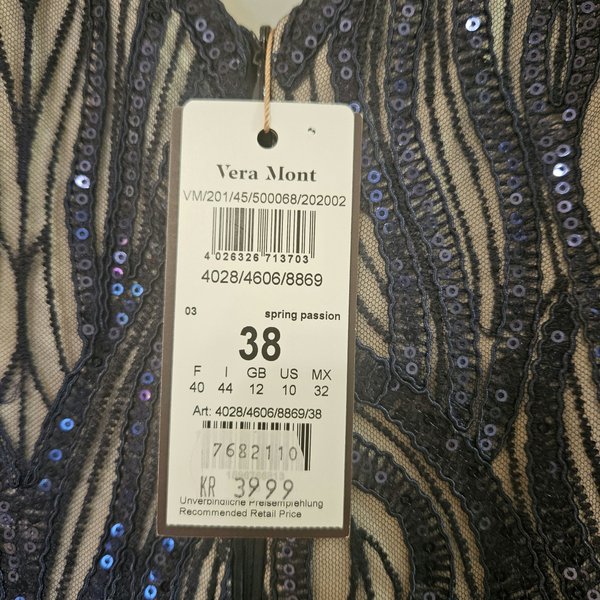 Vera Mont
VM/201/45/500068/202002
4 026326 713703
4028/4606/8869
03 spring passion
38
F I GB US MX
40 44 12 10 32
Art: 4028/4606/8869/38
7682110
KR 3999
Unverbindliche Preisempfehlung
Recommended Retail Price